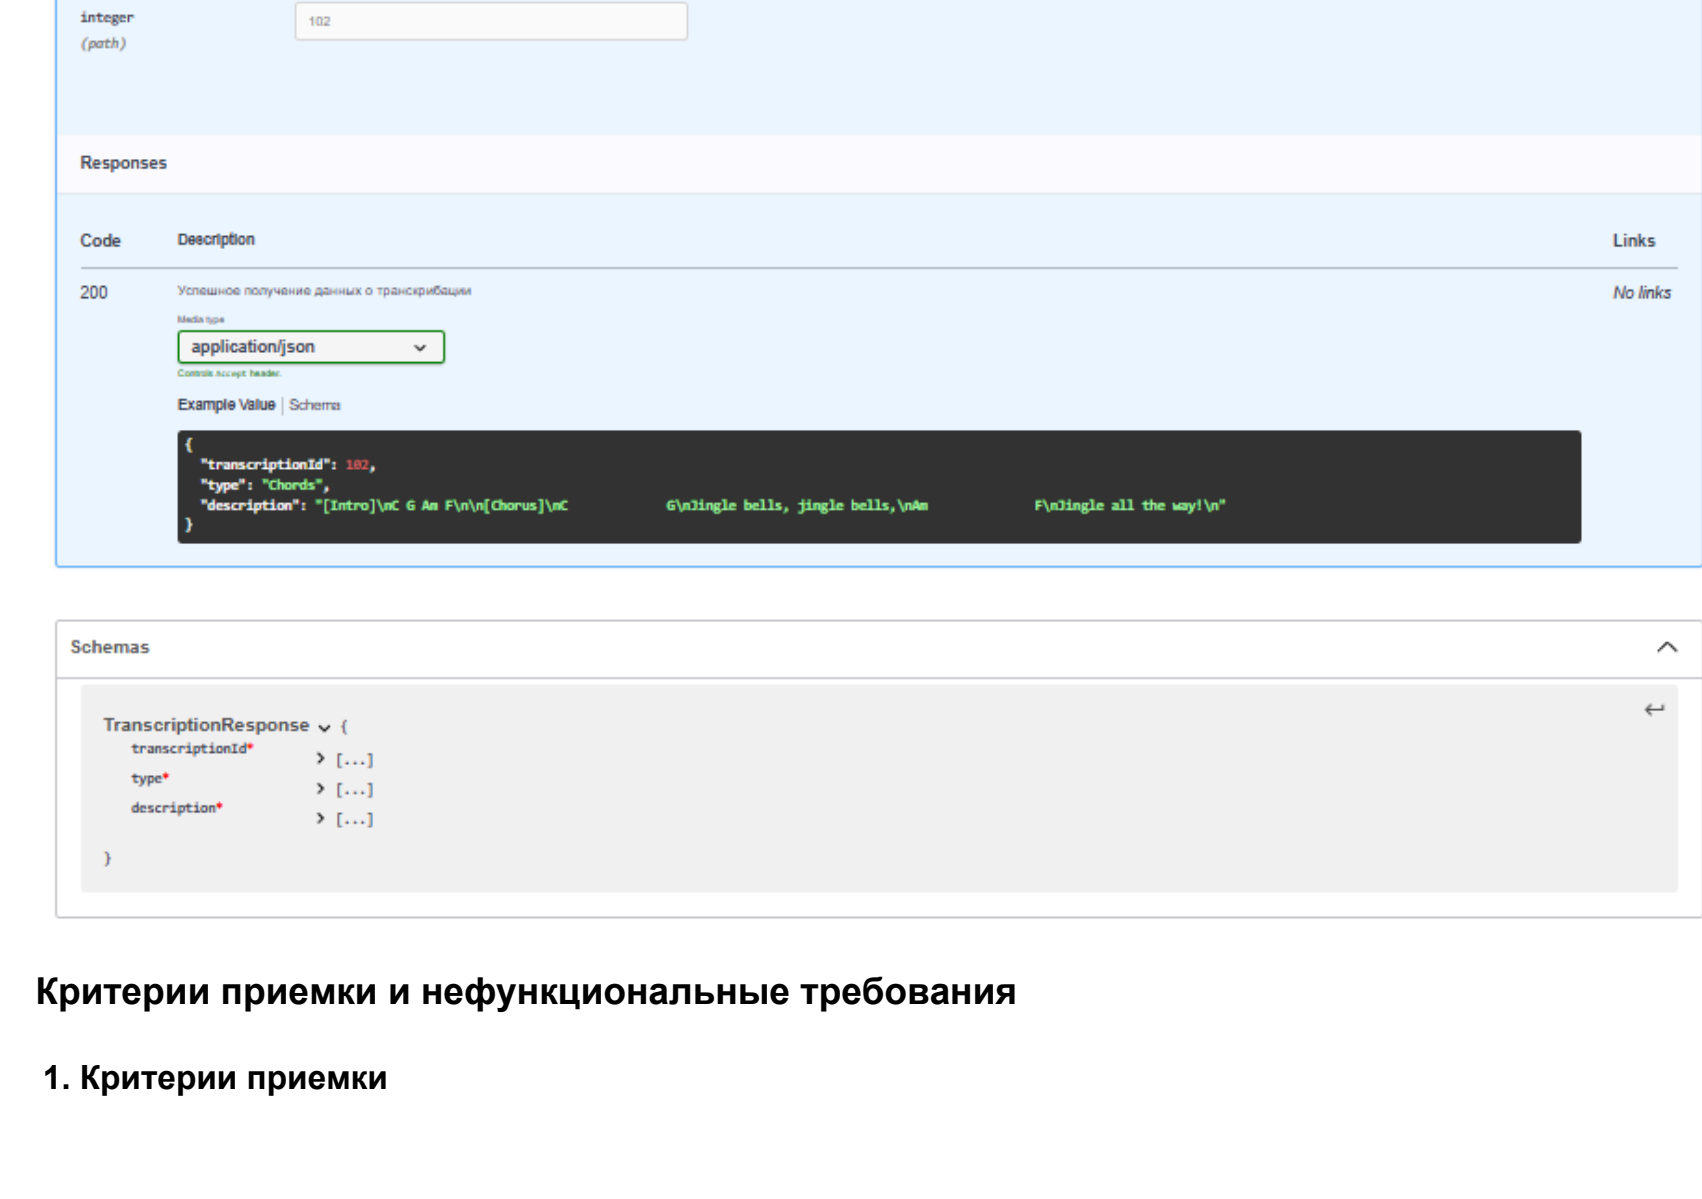 integer
102
(path)
Responses
Code Description Links
200 Успешное получение данных о транскрибации No links
Media type
application/json
Controls Accept header.
Example Value | Schema
{
"transcriptionId": 102,
"type": "Chords",
"description": "[Intro]\nC G Am F\n\n[Chorus]\nC G\nJingle bells, jingle bells,\nAm F\nJingle all the way!\n"
}
Schemas
TranscriptionResponse {
transcriptionId* > [...]
type* > [...]
description* > [...]
}
Критерии приемки и нефункциональные требования
1. Критерии приемки